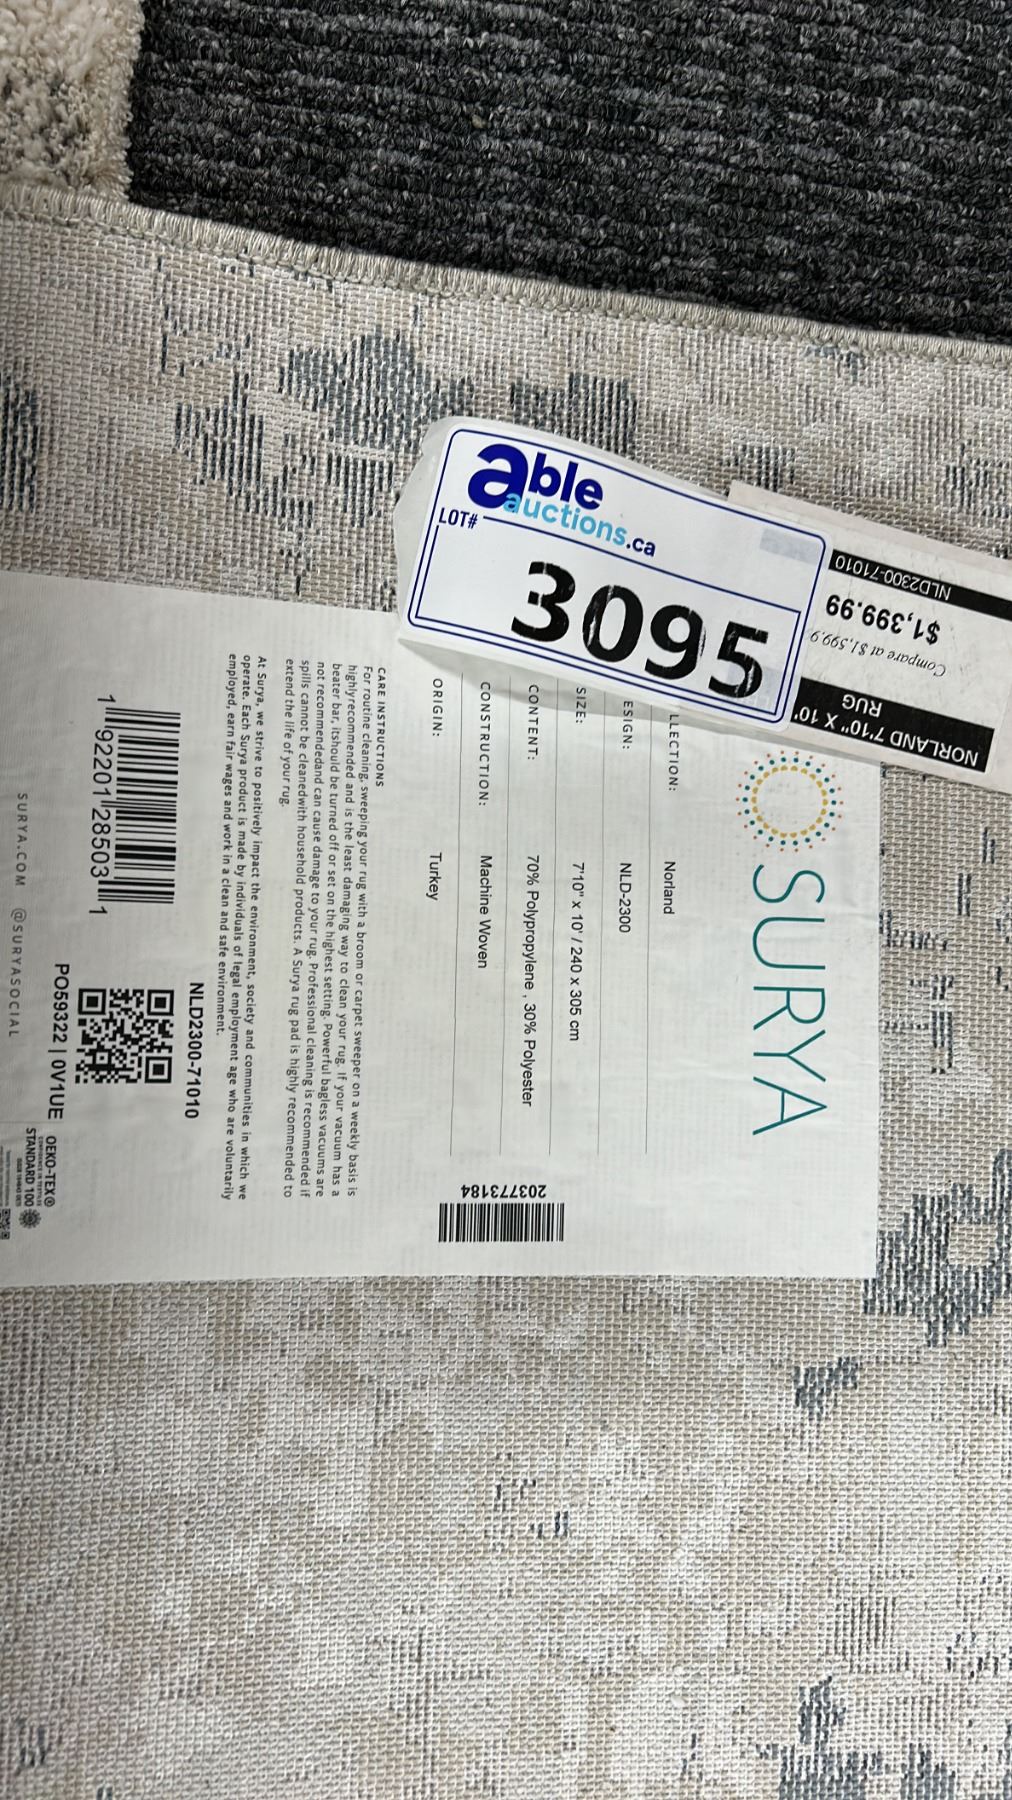 able
auctions.ca
LOT#
3095
NORLAND 7'10" X 10'
RUG
$1,399.99
NLD2300-71010
SURYA
LLECTION: Norland
ESIGN: NLD-2300
SIZE: 7'10" x 10' / 240 x 305 cm
CONTENT: 70% Polypropylene , 30% Polyester
CONSTRUCTION: Machine Woven
ORIGIN: Turkey
203773184
CARE INSTRUCTIONS
For routine cleaning, sweeping your rug with a broom or carpet sweeper on a weekly basis is
highly recommended and is the least damaging way to clean your rug. If your vacuum has a
beater bar, itshould be turned off or set on the highest setting. Powerful bagless vacuums are
not recommendedand can cause damage to your rug. Professional cleaning is recommended if
spills cannot be cleanedwith household products. A Surya rug pad is highly recommended to
extend the life of your rug.
At Surya, we strive to positively impact the environment, society and communities in which we
operate. Each Surya product is made by individuals of legal employment age who are voluntarily
employed, earn fair wages and work in a clean and safe environment.
NLD2300-71010
1 92201 28503 1
PO59322 | 0V1UE
OEKO-TEX®
STANDARD 100
SURYA.COM @SURYASOCIAL